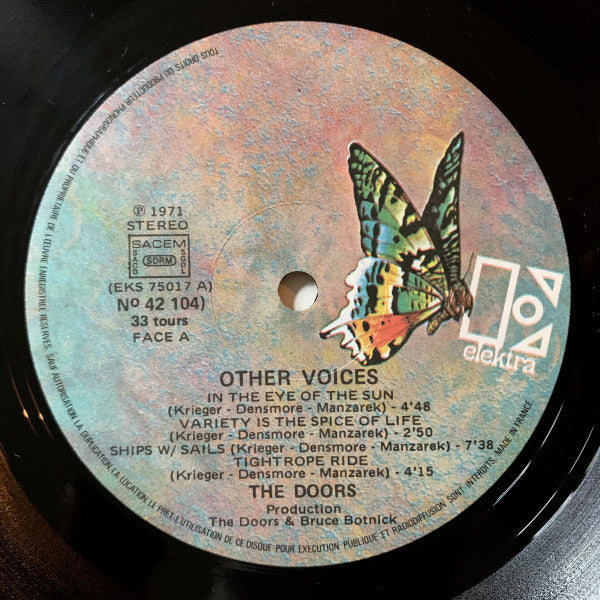 ℗ 1971
STEREO
SACEM
SACD
SDRM
SGDL
(EKS 75017 A)
Nº 42 104)
33 tours
FACE A
elektra
OTHER VOICES
IN THE EYE OF THE SUN
(Krieger - Densmore - Manzarek) - 4'48
VARIETY IS THE SPICE OF LIFE
(Krieger - Densmore - Manzarek) - 2'50
SHIPS W/ SAILS (Krieger - Densmore - Manzarek) - 7'38
TIGHTROPE RIDE
(Krieger - Densmore - Manzarek) - 4'15
THE DOORS
Production
The Doors & Bruce Botnick
TOUS DROITS DU PRODUCTEUR PHONOGRAPHIQUE ET DU PROPRIETAIRE DE L'ŒUVRE ENREGISTREE RESERVES. SAUF AUTORISATION LA DUPLICATION, LA LOCATION, LE PRET, L'UTILISATION DE CE DISQUE POUR EXECUTION PUBLIQUE ET RADIODIFFUSION SONT INTERDITS. MADE IN FRANCE.